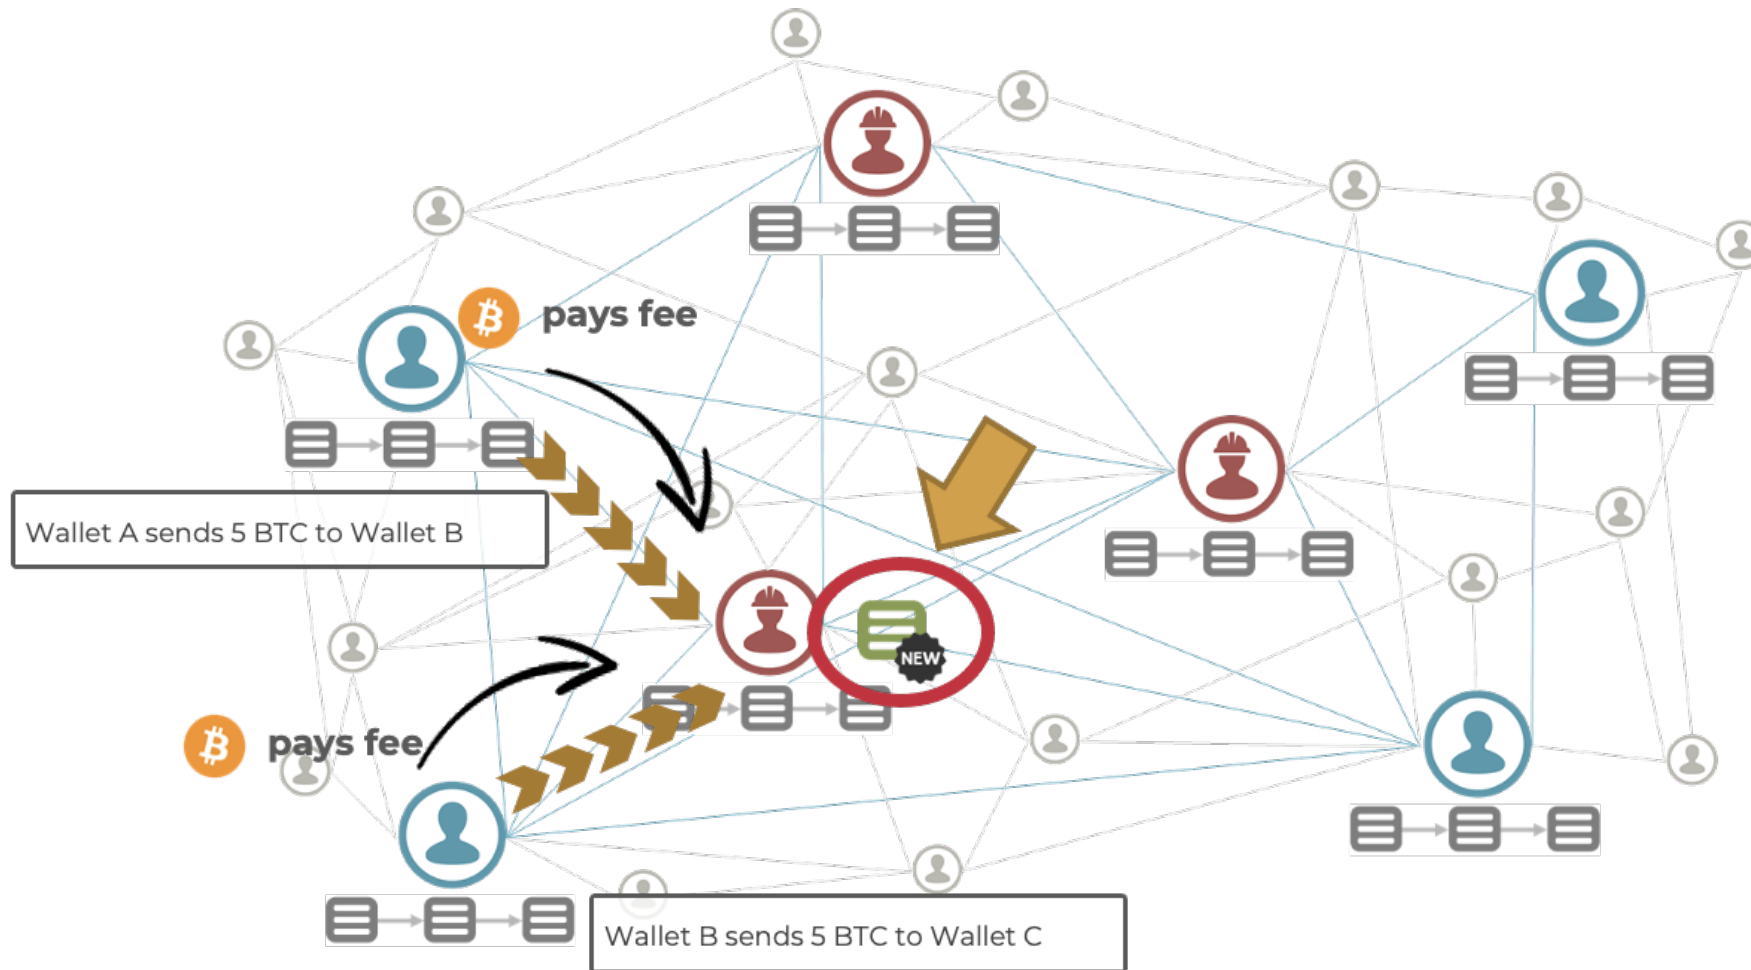 pays fee
Wallet A sends 5 BTC to Wallet B
NEW
pays fee
Wallet B sends 5 BTC to Wallet C